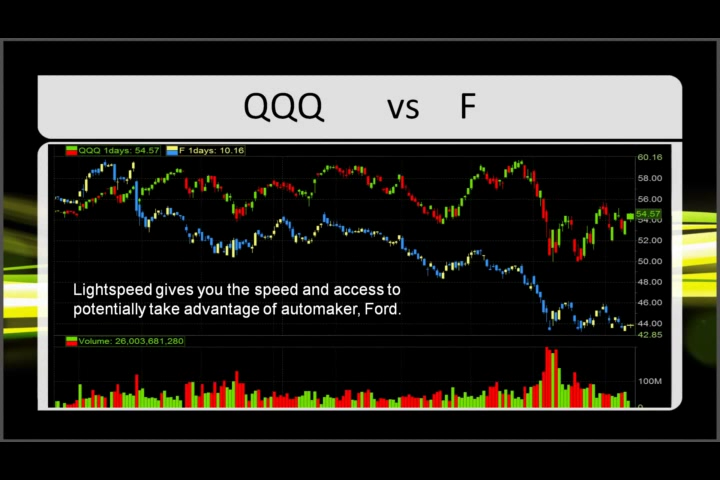 QQQ vs F
QQQ 1days: 54.57 F 1days: 10.16
60.16
58.00
56.00
54.57
54.00
52.00
50.00
48.00
Lightspeed gives you the speed and access to
potentially take advantage of automaker, Ford.
46.00
44.00
42.85
Volume: 26,003,681,280
100M
0